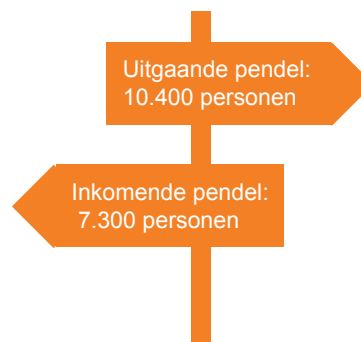 Uitgaande pendel:
10.400 personen
Inkomende pendel:
7.300 personen